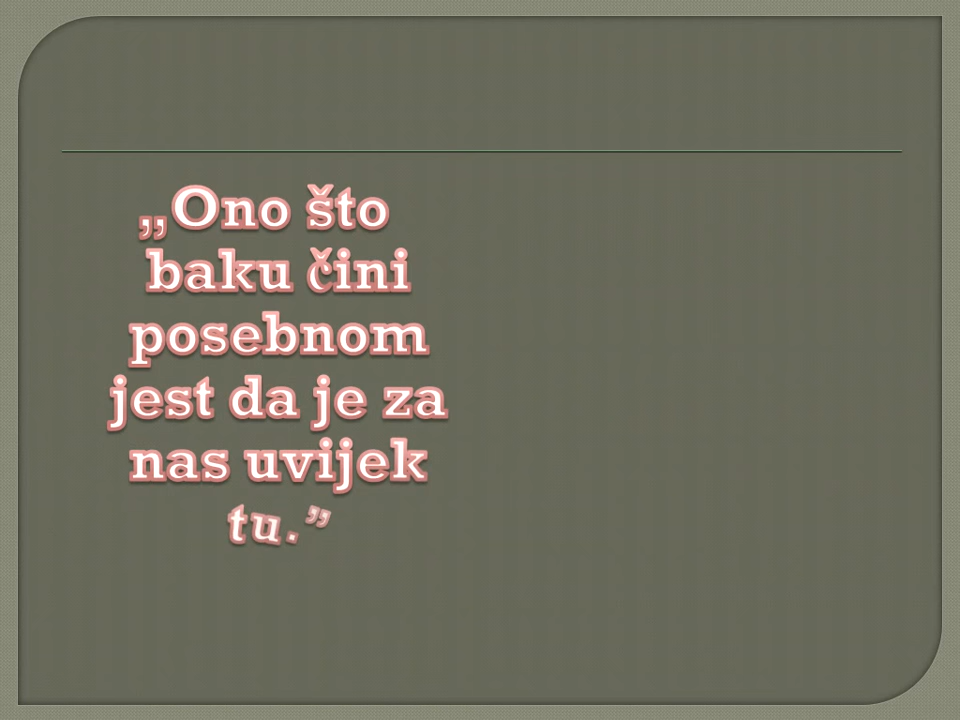 „Ono što
baku čini
posebnom
jest da je za
nas uvijek
tu.”